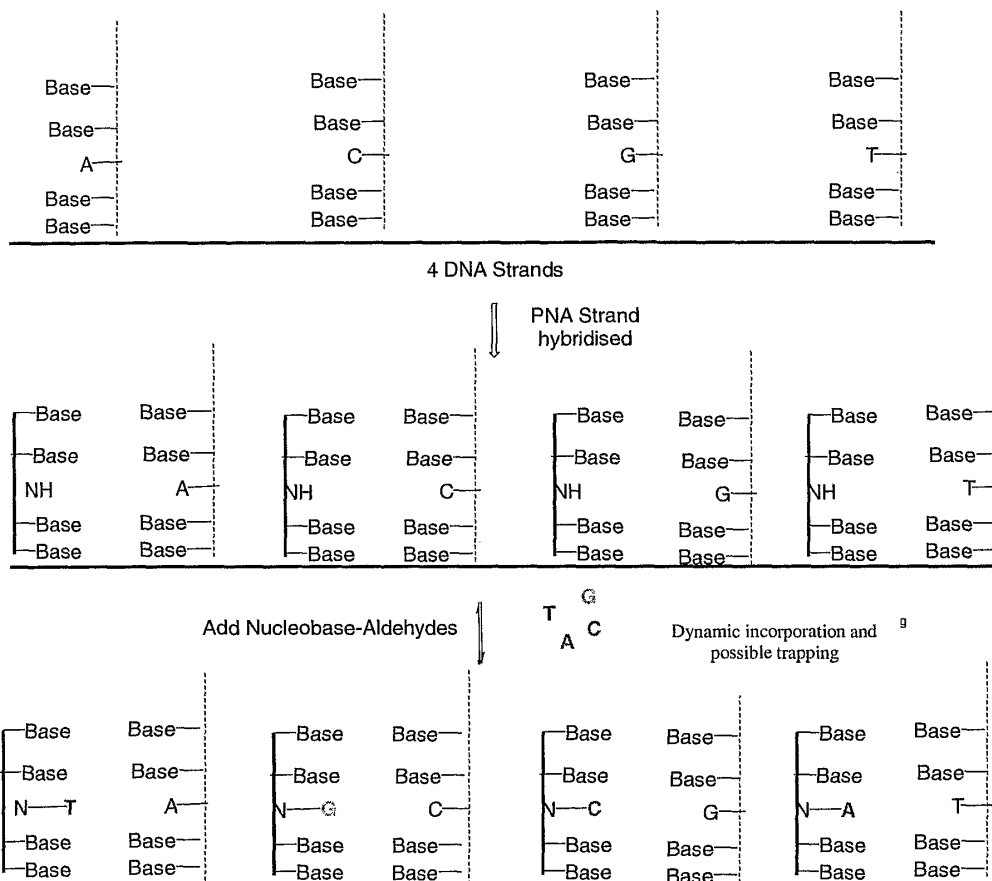 Base Base Base Base
Base Base Base Base
A C G T
Base Base Base Base
Base Base Base Base
4 DNA Strands
PNA Strand
hybridised
Base Base Base Base Base Base Base Base
Base Base Base Base Base Base Base Base
NH A NH C NH G NH T
Base Base Base Base Base Base Base Base
Base Base Base Base Base Base Base Base
Add Nucleobase-Aldehydes
T G A C
Dynamic incorporation and g
possible trapping
Base Base Base Base Base Base Base Base
Base Base Base Base Base Base Base Base
N T A N G C N C G N A T
Base Base Base Base Base Base Base Base
Base Base Base Base Base Base Base Base